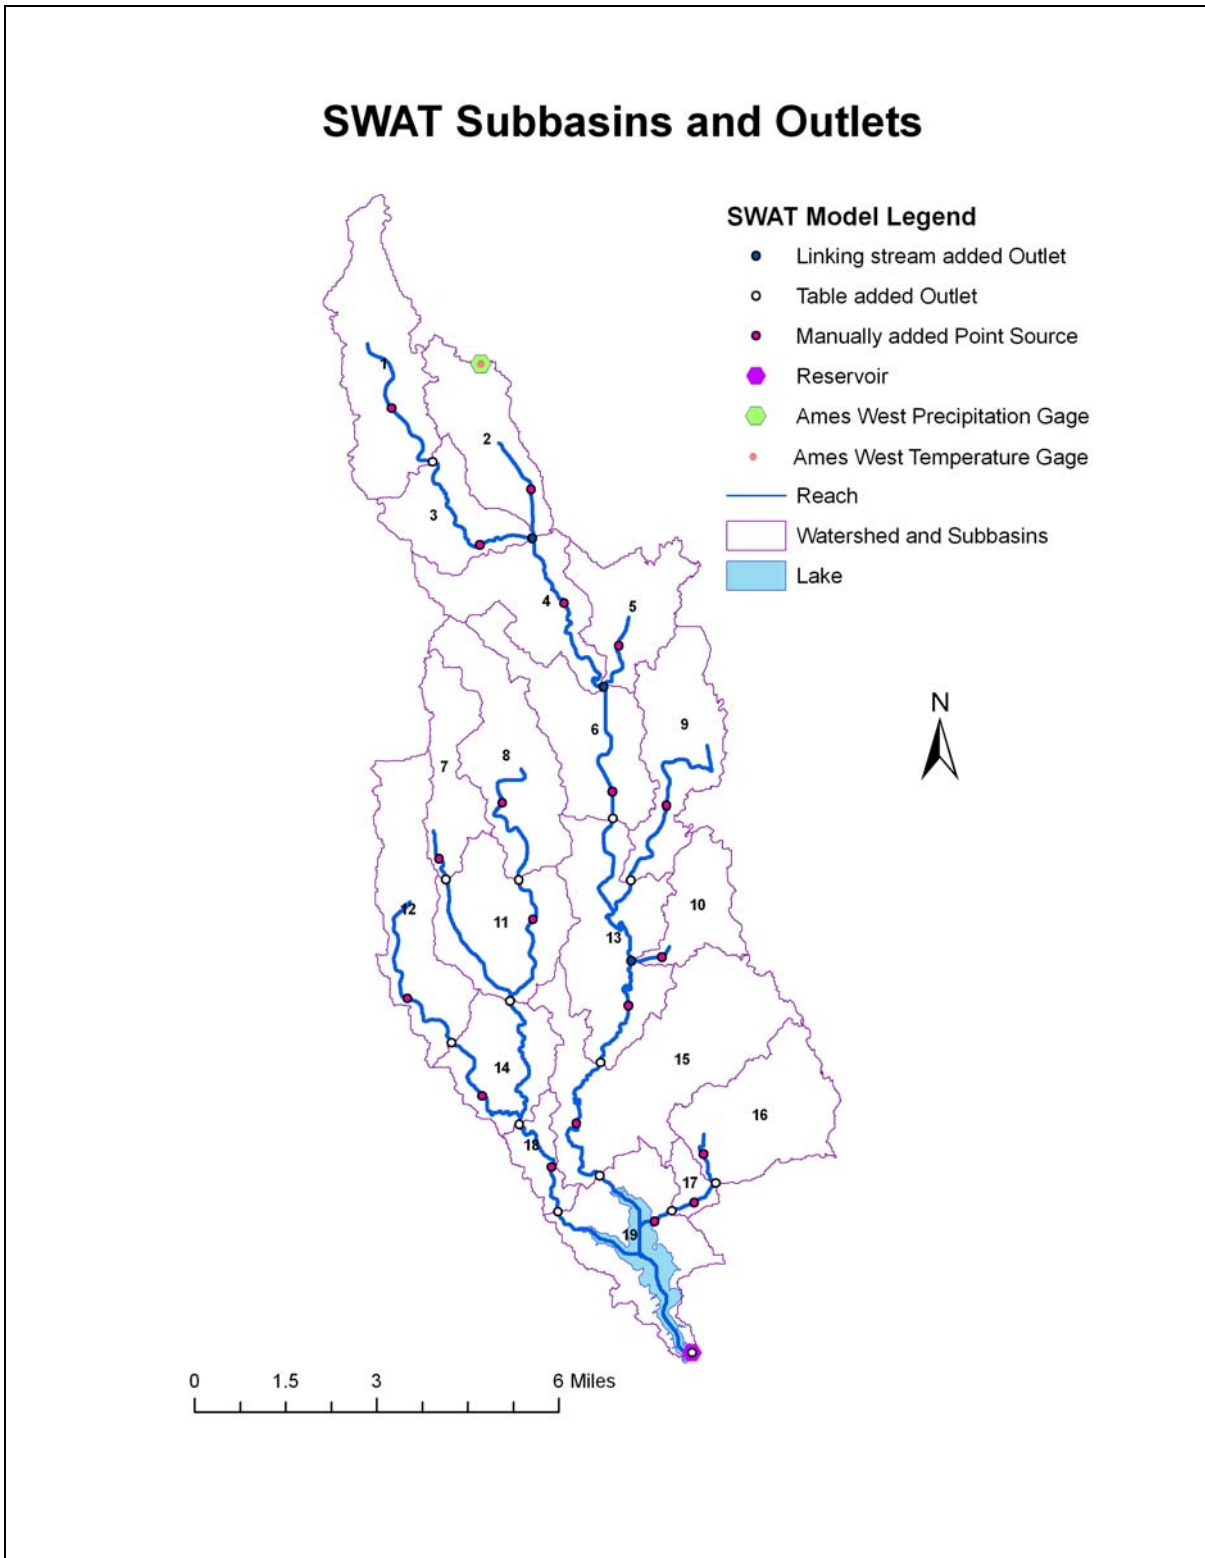 SWAT Subbasins and Outlets
SWAT Model Legend
Linking stream added Outlet
Table added Outlet
Manually added Point Source
Reservoir
Ames West Precipitation Gage
Ames West Temperature Gage
Reach
Watershed and Subbasins
Lake
1
2
3
4
5
6
7
8
9
10
11
12
13
14
15
16
17
18
19
N
0 1.5 3 6 Miles